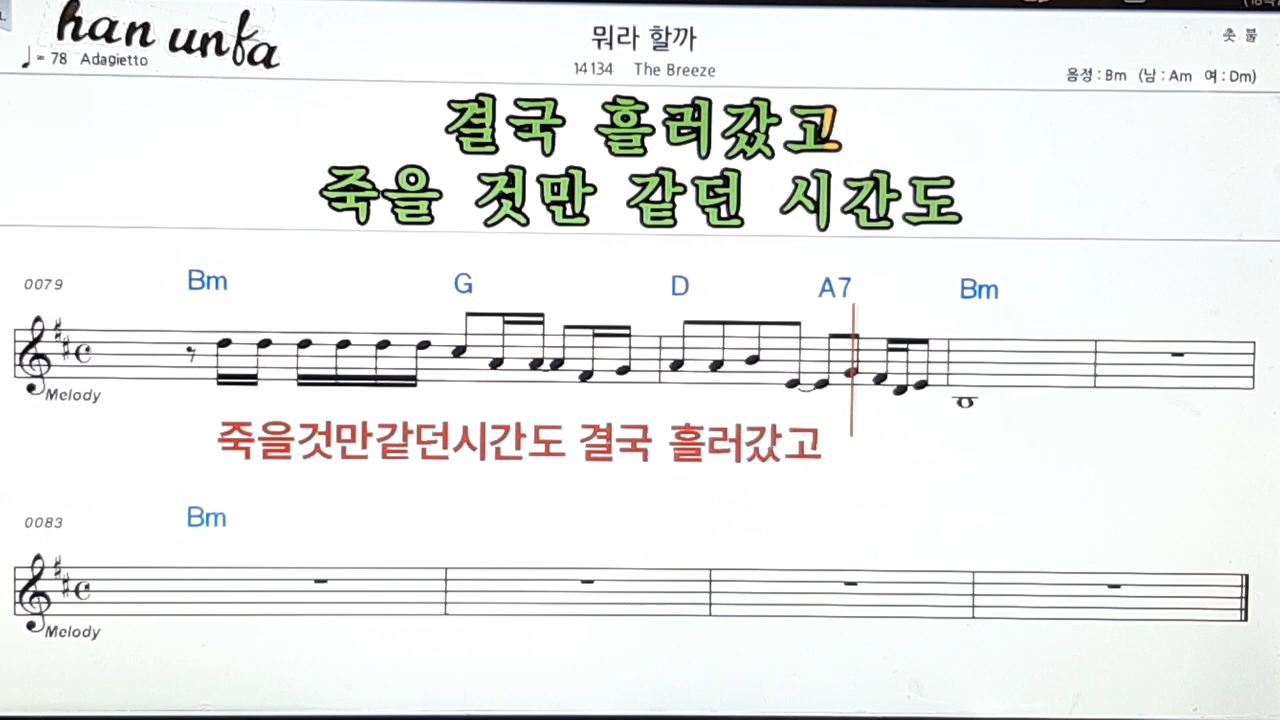 han unfa
♩ = 78 Adagietto
뭐라 할까
14134 The Breeze
촛불
음정 : Bm (남 : Am 여 : Dm)
결국 흘러갔고
죽을 것만 같던 시간도
0079
Bm G D A7 Bm
Melody
죽을것만같던시간도 결국 흘러갔고
0083
Bm
Melody